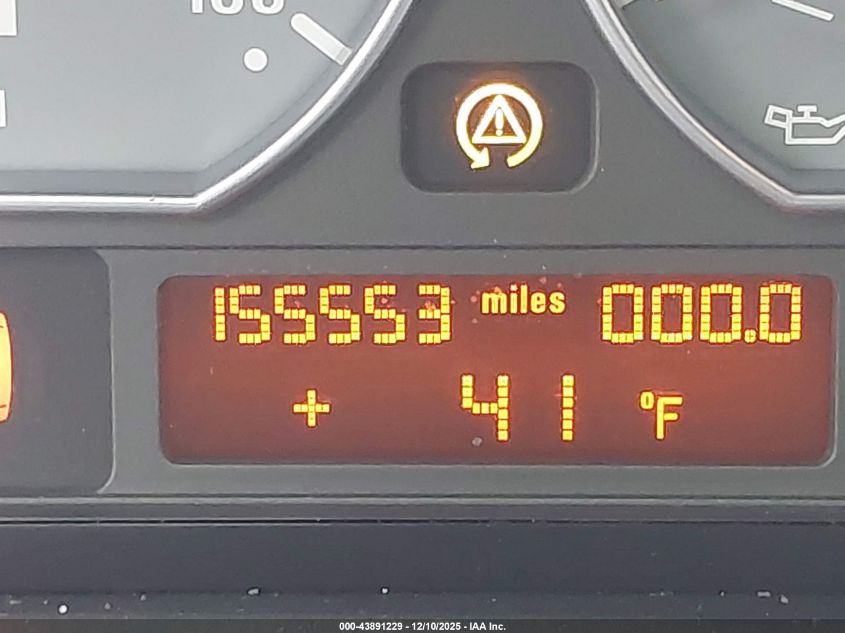 155553 miles 000.0
+ 41 °F
000-43891229 - 12/10/2025 - IAA Inc.